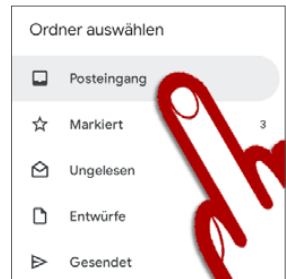 Ordner auswählen
Posteingang
Markiert 3
Ungelesen
Entwürfe
Gesendet